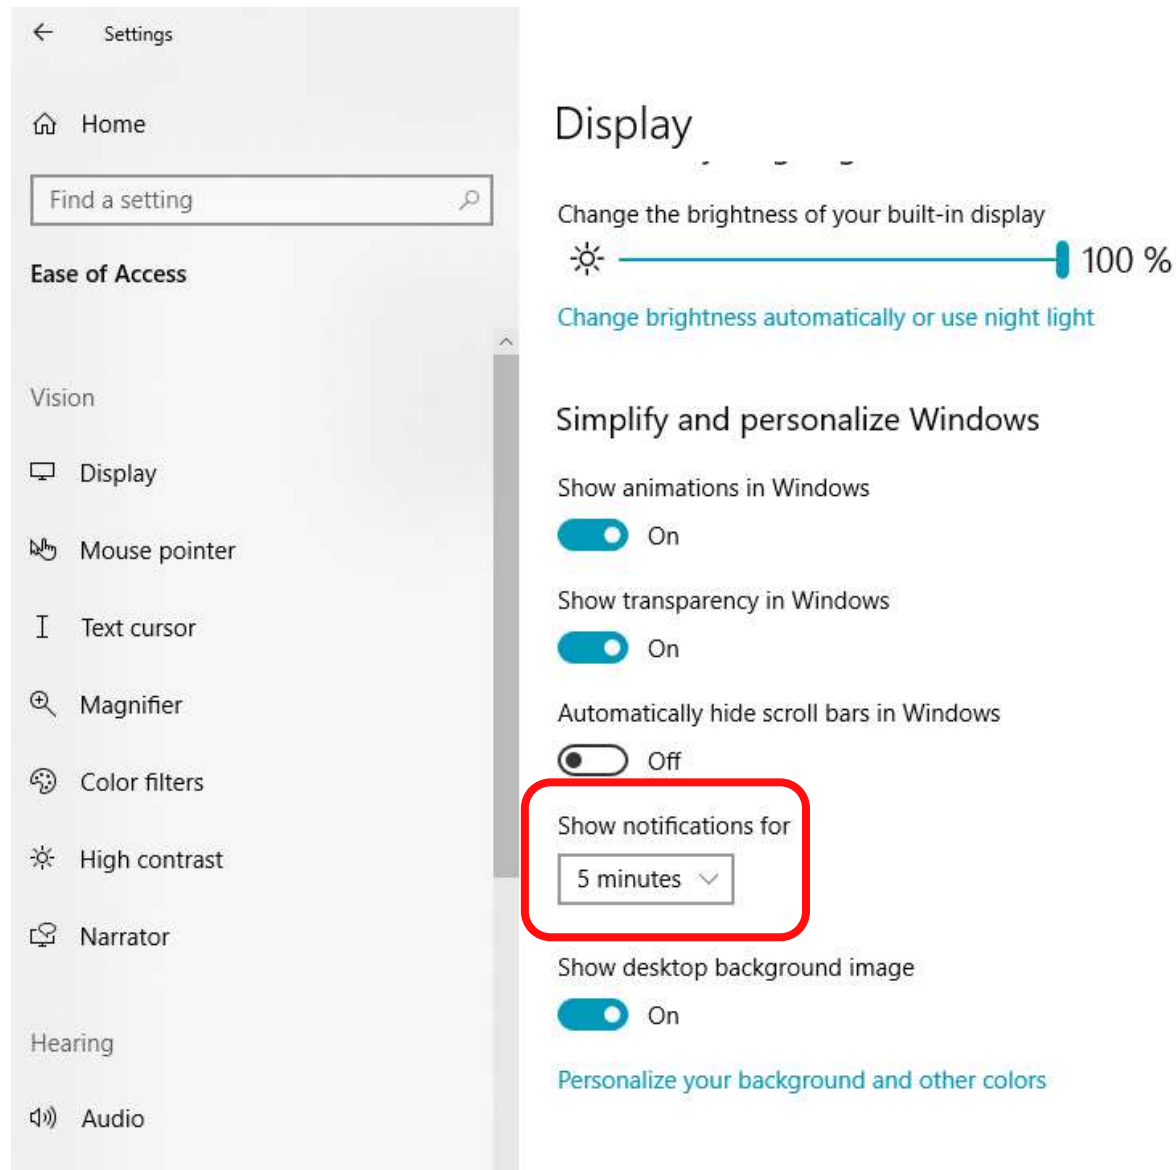 Settings
Home
Find a setting
Ease of Access
Vision
Display
Mouse pointer
Text cursor
Magnifier
Color filters
High contrast
Narrator
Hearing
Audio
Display
Change the brightness of your built-in display
100 %
Change brightness automatically or use night light
Simplify and personalize Windows
Show animations in Windows
On
Show transparency in Windows
On
Automatically hide scroll bars in Windows
Off
Show notifications for
5 minutes
Show desktop background image
On
Personalize your background and other colors